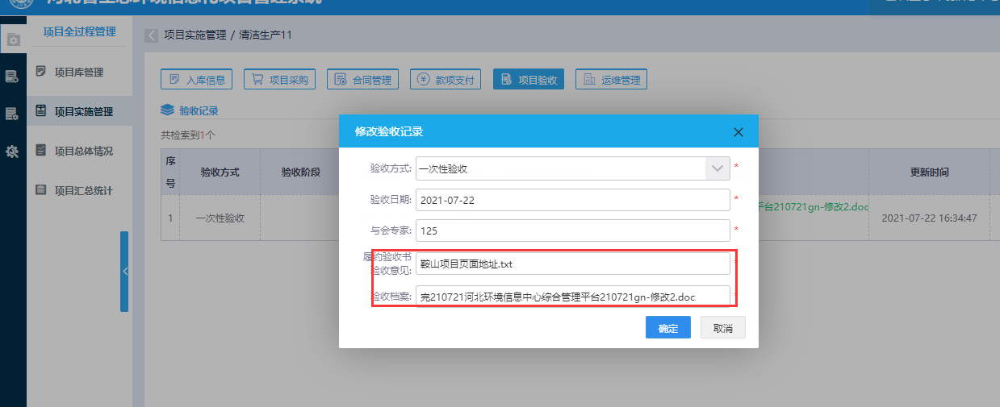 项目全过程管理
项目实施管理 / 清洁生产11
项目库管理
项目实施管理
项目总体情况
项目汇总统计
入库信息
项目采购
合同管理
款项支付
项目验收
运维管理
验收记录
共检索到1个
序号
验收方式
验收阶段
更新时间
1
一次性验收
平台210721gn-修改2.doc
2021-07-22 16:34:47
修改验收记录
验收方式: 一次性验收 *
验收日期: 2021-07-22 *
与会专家: 125 *
履约验收书
验收意见: 鞍山项目页面地址.txt
验收档案: 完210721河北环境信息中心综合管理平台210721gn-修改2.doc
确定
取消